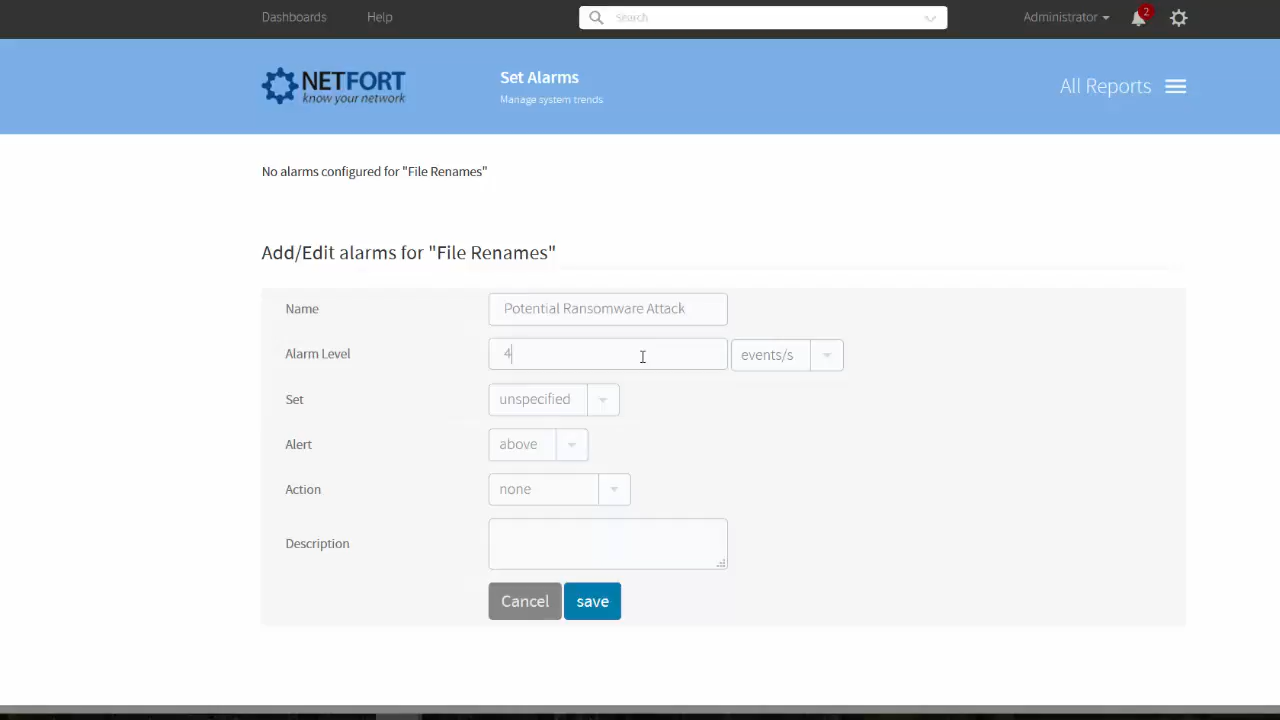 Dashboards Help Search Administrator 2
NETFORT
know your network
Set Alarms
Manage system trends
All Reports
No alarms configured for "File Renames"
Add/Edit alarms for "File Renames"
Name Potential Ransomware Attack
Alarm Level 4 events/s
Set unspecified
Alert above
Action none
Description
Cancel save